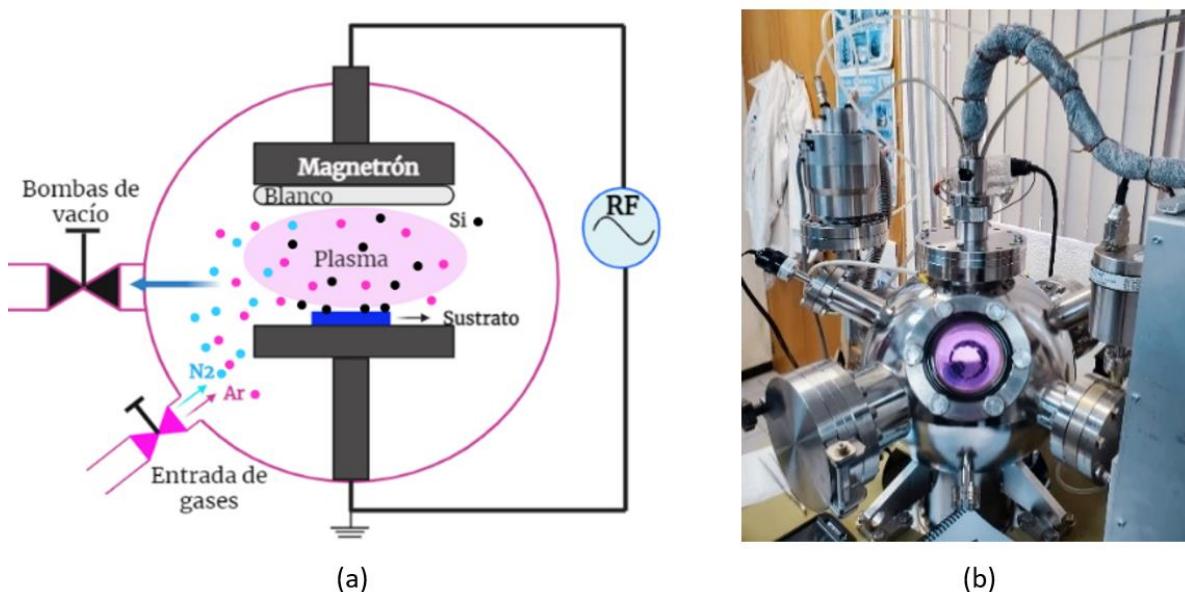 Magnetrón
Blanco
Bombas de
vacío
Si
RF
Plasma
Sustrato
N2
Ar
Entrada de
gases
(a)
(b)